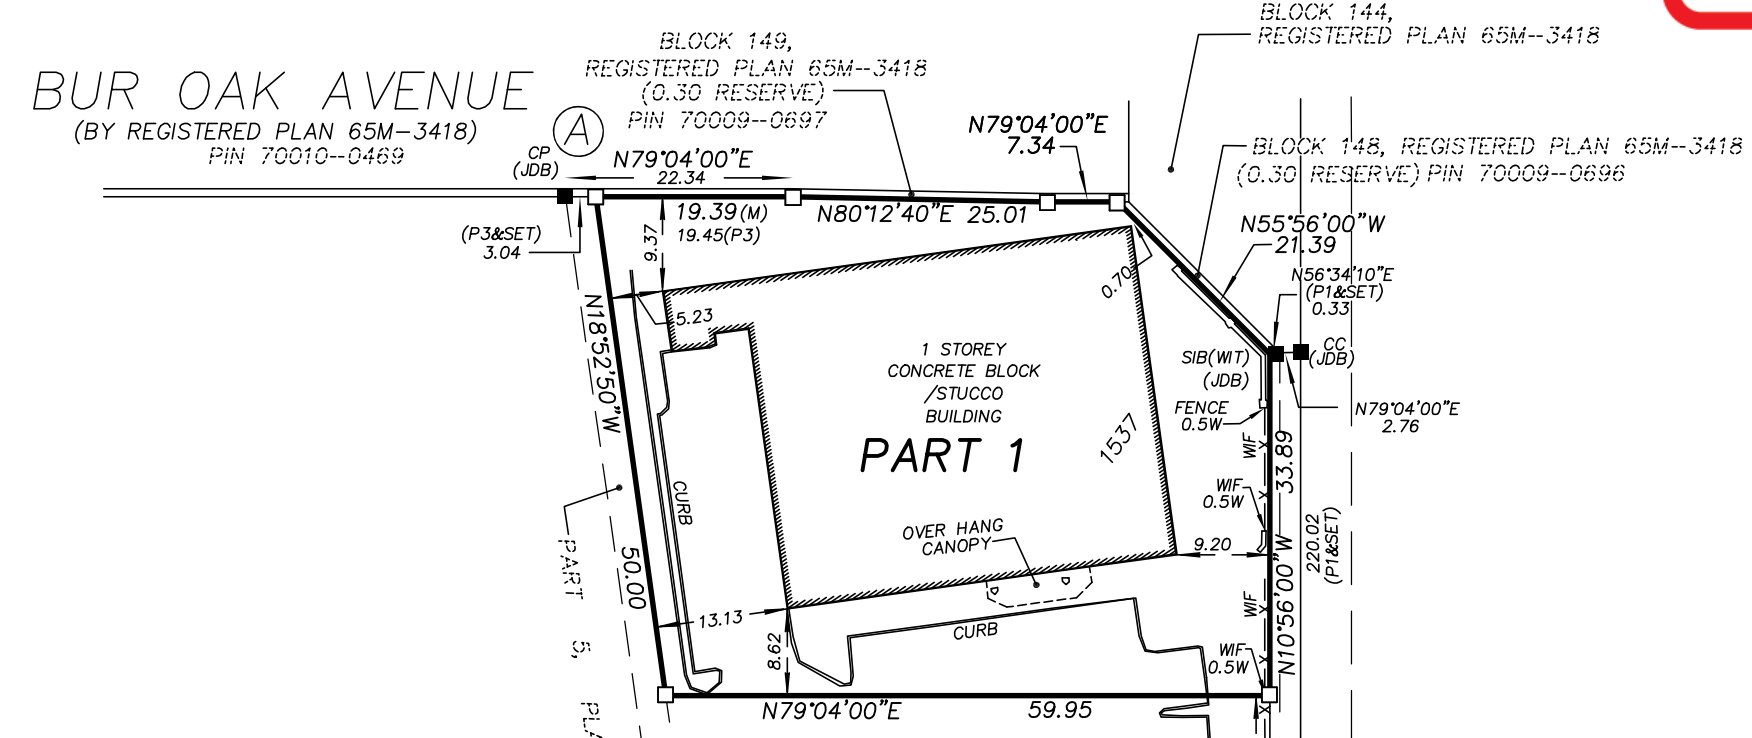 BLOCK 144,
REGISTERED PLAN 65M--3418
BLOCK 149,
REGISTERED PLAN 65M--3418
(0.30 RESERVE)
PIN 70009--0697
BUR OAK AVENUE
(BY REGISTERED PLAN 65M-3418)
PIN 70010--0469
A
CP
(JDB)
N79°04'00"E
22.34
N79°04'00"E
7.34
BLOCK 148, REGISTERED PLAN 65M--3418
(0.30 RESERVE) PIN 70009--0696
19.39(M)
19.45(P3)
N80°12'40"E 25.01
N55°56'00"W
21.39
(P3&SET)
3.04
9.37
0.70
N56°34'10"E
(P1&SET)
0.33
5.23
N18°52'50"W
50.00
1 STOREY
CONCRETE BLOCK
/STUCCO
BUILDING
PART 1
1537
SIB(WIT)
(JDB)
CC
(JDB)
FENCE
0.5W
N79°04'00"E
2.76
WIF
33.89
N10°56'00"W
WIF
0.5W
220.02
(P1&SET)
CURB
OVER HANG
CANOPY
9.20
PART 5,
13.13
8.62
CURB
WIF
WIF
0.5W
N79°04'00"E
59.95